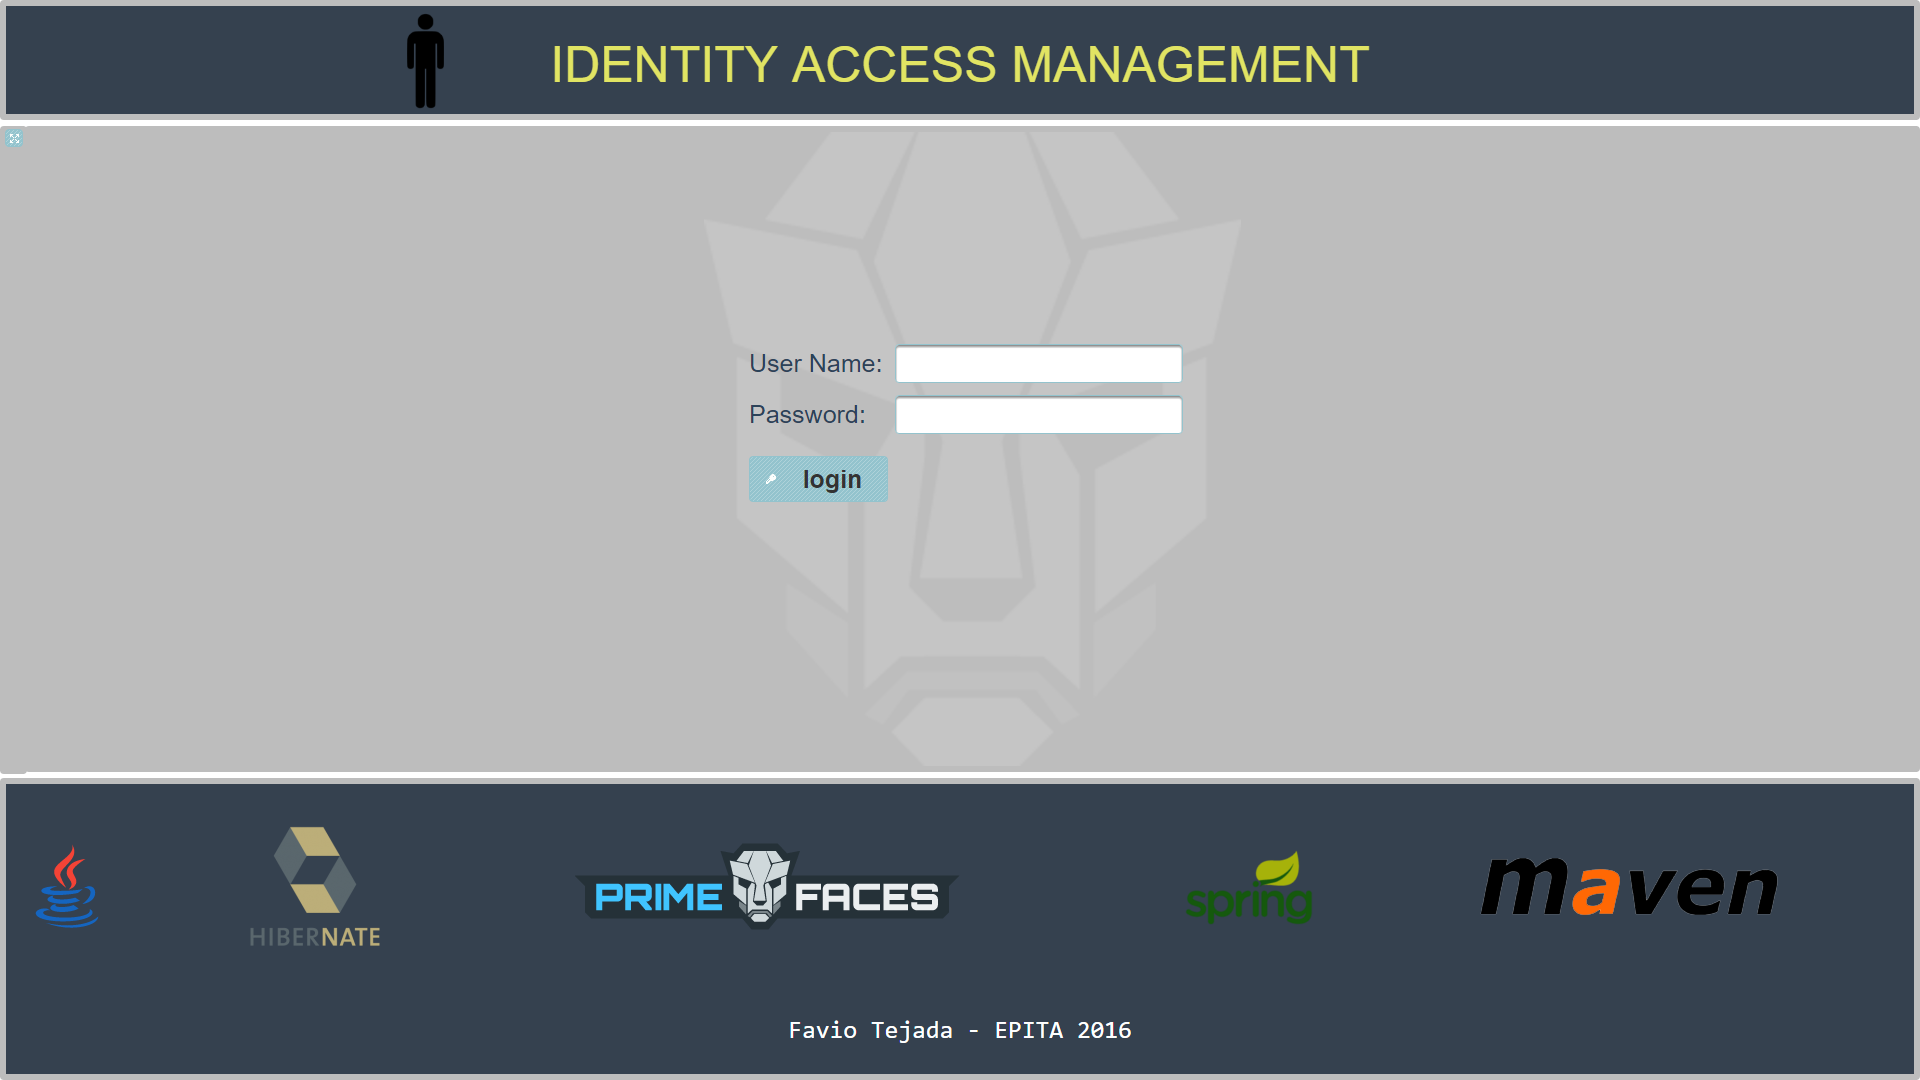 IDENTITY ACCESS MANAGEMENT
User Name:
Password:
login
HIBERNATE
PRIME FACES
spring
maven
Favio Tejada - EPITA 2016